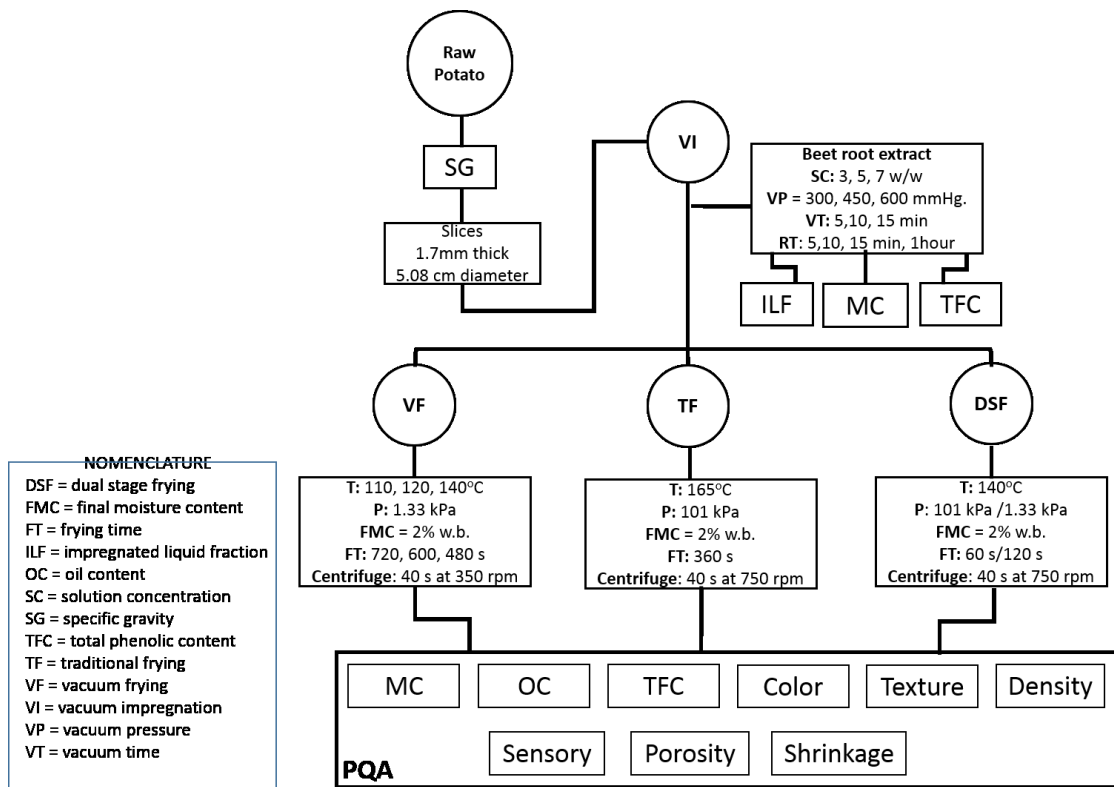 Raw
Potato
SG
Slices
1.7mm thick
5.08 cm diameter
VI
Beet root extract
SC: 3, 5, 7 w/w
VP = 300, 450, 600 mmHg.
VT: 5,10, 15 min
RT: 5,10, 15 min, 1hour
ILF
MC
TFC
VF
TF
DSF
T: 110, 120, 140°C
P: 1.33 kPa
FMC = 2% w.b.
FT: 720, 600, 480 s
Centrifuge: 40 s at 350 rpm
T: 165°C
P: 101 kPa
FMC = 2% w.b.
FT: 360 s
Centrifuge: 40 s at 750 rpm
T: 140°C
P: 101 kPa /1.33 kPa
FMC = 2% w.b.
FT: 60 s/120 s
Centrifuge: 40 s at 750 rpm
NOMENCLATURE
DSF = dual stage frying
FMC = final moisture content
FT = frying time
ILF = impregnated liquid fraction
OC = oil content
SC = solution concentration
SG = specific gravity
TFC = total phenolic content
TF = traditional frying
VF = vacuum frying
VI = vacuum impregnation
VP = vacuum pressure
VT = vacuum time
MC
OC
TFC
Color
Texture
Density
Sensory
Porosity
Shrinkage
PQA